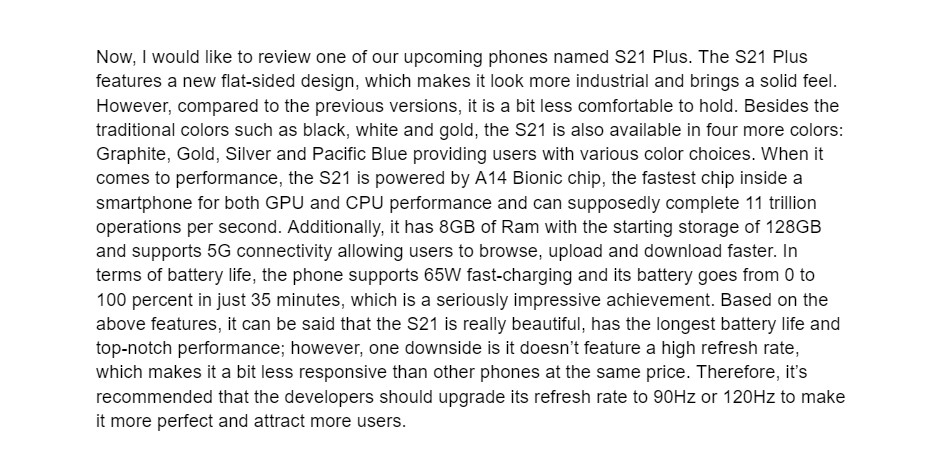 Now, I would like to review one of our upcoming phones named S21 Plus. The S21 Plus
features a new flat-sided design, which makes it look more industrial and brings a solid feel.
However, compared to the previous versions, it is a bit less comfortable to hold. Besides the
traditional colors such as black, white and gold, the S21 is also available in four more colors:
Graphite, Gold, Silver and Pacific Blue providing users with various color choices. When it
comes to performance, the S21 is powered by A14 Bionic chip, the fastest chip inside a
smartphone for both GPU and CPU performance and can supposedly complete 11 trillion
operations per second. Additionally, it has 8GB of Ram with the starting storage of 128GB
and supports 5G connectivity allowing users to browse, upload and download faster. In
terms of battery life, the phone supports 65W fast-charging and its battery goes from 0 to
100 percent in just 35 minutes, which is a seriously impressive achievement. Based on the
above features, it can be said that the S21 is really beautiful, has the longest battery life and
top-notch performance; however, one downside is it doesn’t feature a high refresh rate,
which makes it a bit less responsive than other phones at the same price. Therefore, it’s
recommended that the developers should upgrade its refresh rate to 90Hz or 120Hz to make
it more perfect and attract more users.